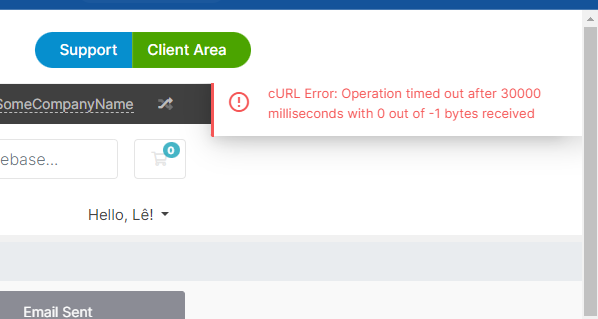 Support
Client Area
SomeCompanyName
cURL Error: Operation timed out after 30000
milliseconds with 0 out of -1 bytes received
ebase...
0
Hello, Lê!
Email Sent